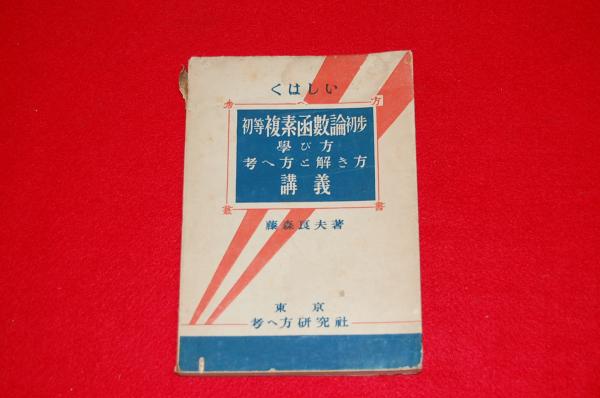 くはしい
考へ方
初等複素函數論初步
學び方
考へ方と解き方
講義
叢書
藤森良夫著
東京
考へ方研究社